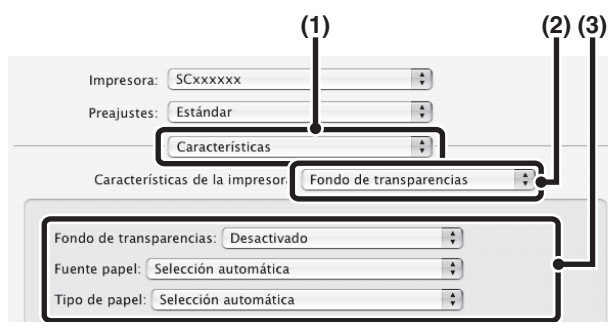 (1) (2) (3)
Impresora: SCxxxxxx
Preajustes: Estándar
Características
Características de la impresor Fondo de transparencias
Fondo de transparencias: Desactivado
Fuente papel: Selección automática
Tipo de papel: Selección automática